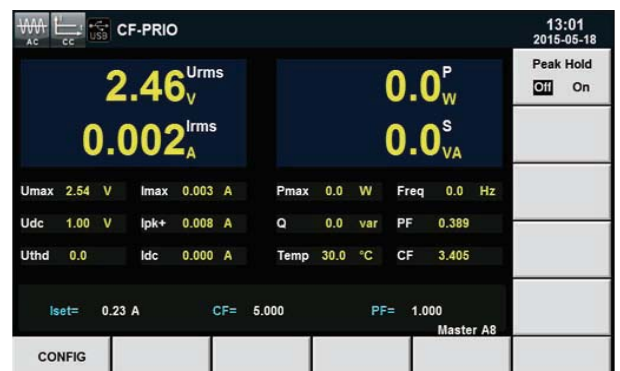 AC CC USB CF-PRIO 13:01
2015-05-18
2.46 Urms V 0.0 P W
0.002 Irms A 0.0 S VA
Peak Hold
Off On
Umax 2.54 V Imax 0.003 A Pmax 0.0 W Freq 0.0 Hz
Udc 1.00 V Ipk+ 0.008 A Q 0.0 var PF 0.389
Uthd 0.0 Idc 0.000 A Temp 30.0 °C CF 3.405
Iset= 0.23 A CF= 5.000 PF= 1.000
Master A8
CONFIG